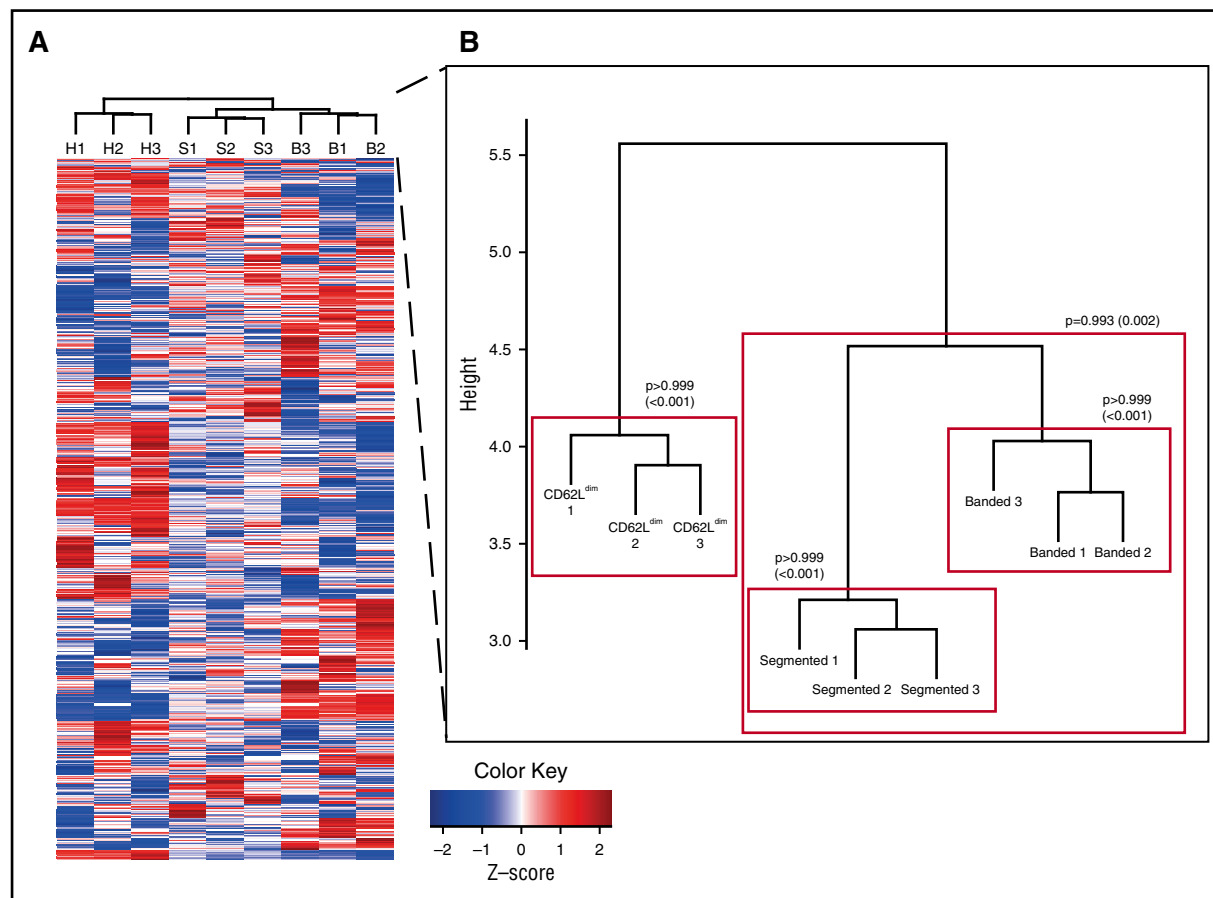 A
B
H1 H2 H3 S1 S2 S3 B3 B1 B2
Height
5.5
5.0
4.5
4.0
3.5
3.0
p=0.993 (0.002)
p>0.999
(<0.001)
p>0.999
(<0.001)
CD62Ldim
1
CD62Ldim
2
CD62Ldim
3
Banded 3
Banded 1 Banded 2
p>0.999
(<0.001)
Segmented 1
Segmented 2 Segmented 3
Color Key
–2 –1 0 1 2
Z–score